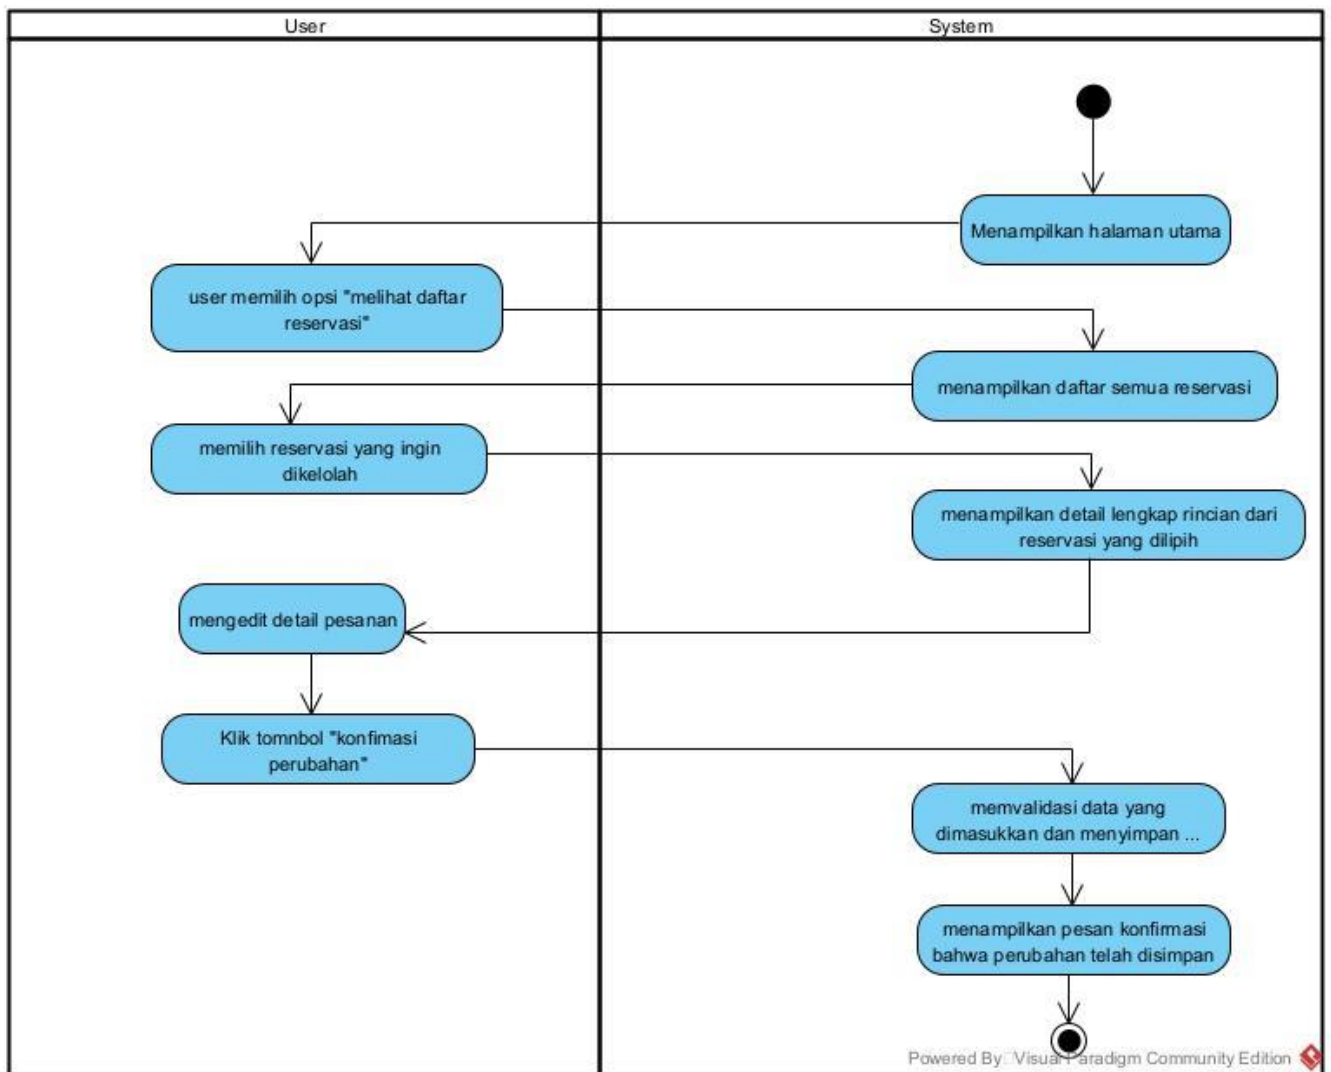 User
System
Menampilkan halaman utama
user memilih opsi "melihat daftar
reservasi"
menampilkan daftar semua reservasi
memilih reservasi yang ingin
dikelolah
menampilkan detail lengkap rincian dari
reservasi yang dilipih
mengedit detail pesanan
Klik tomnbol "konfimasi
perubahan"
memvalidasi data yang
dimasukkan dan menyimpan ...
menampilkan pesan konfirmasi
bahwa perubahan telah disimpan
Powered By Visual Paradigm Community Edition